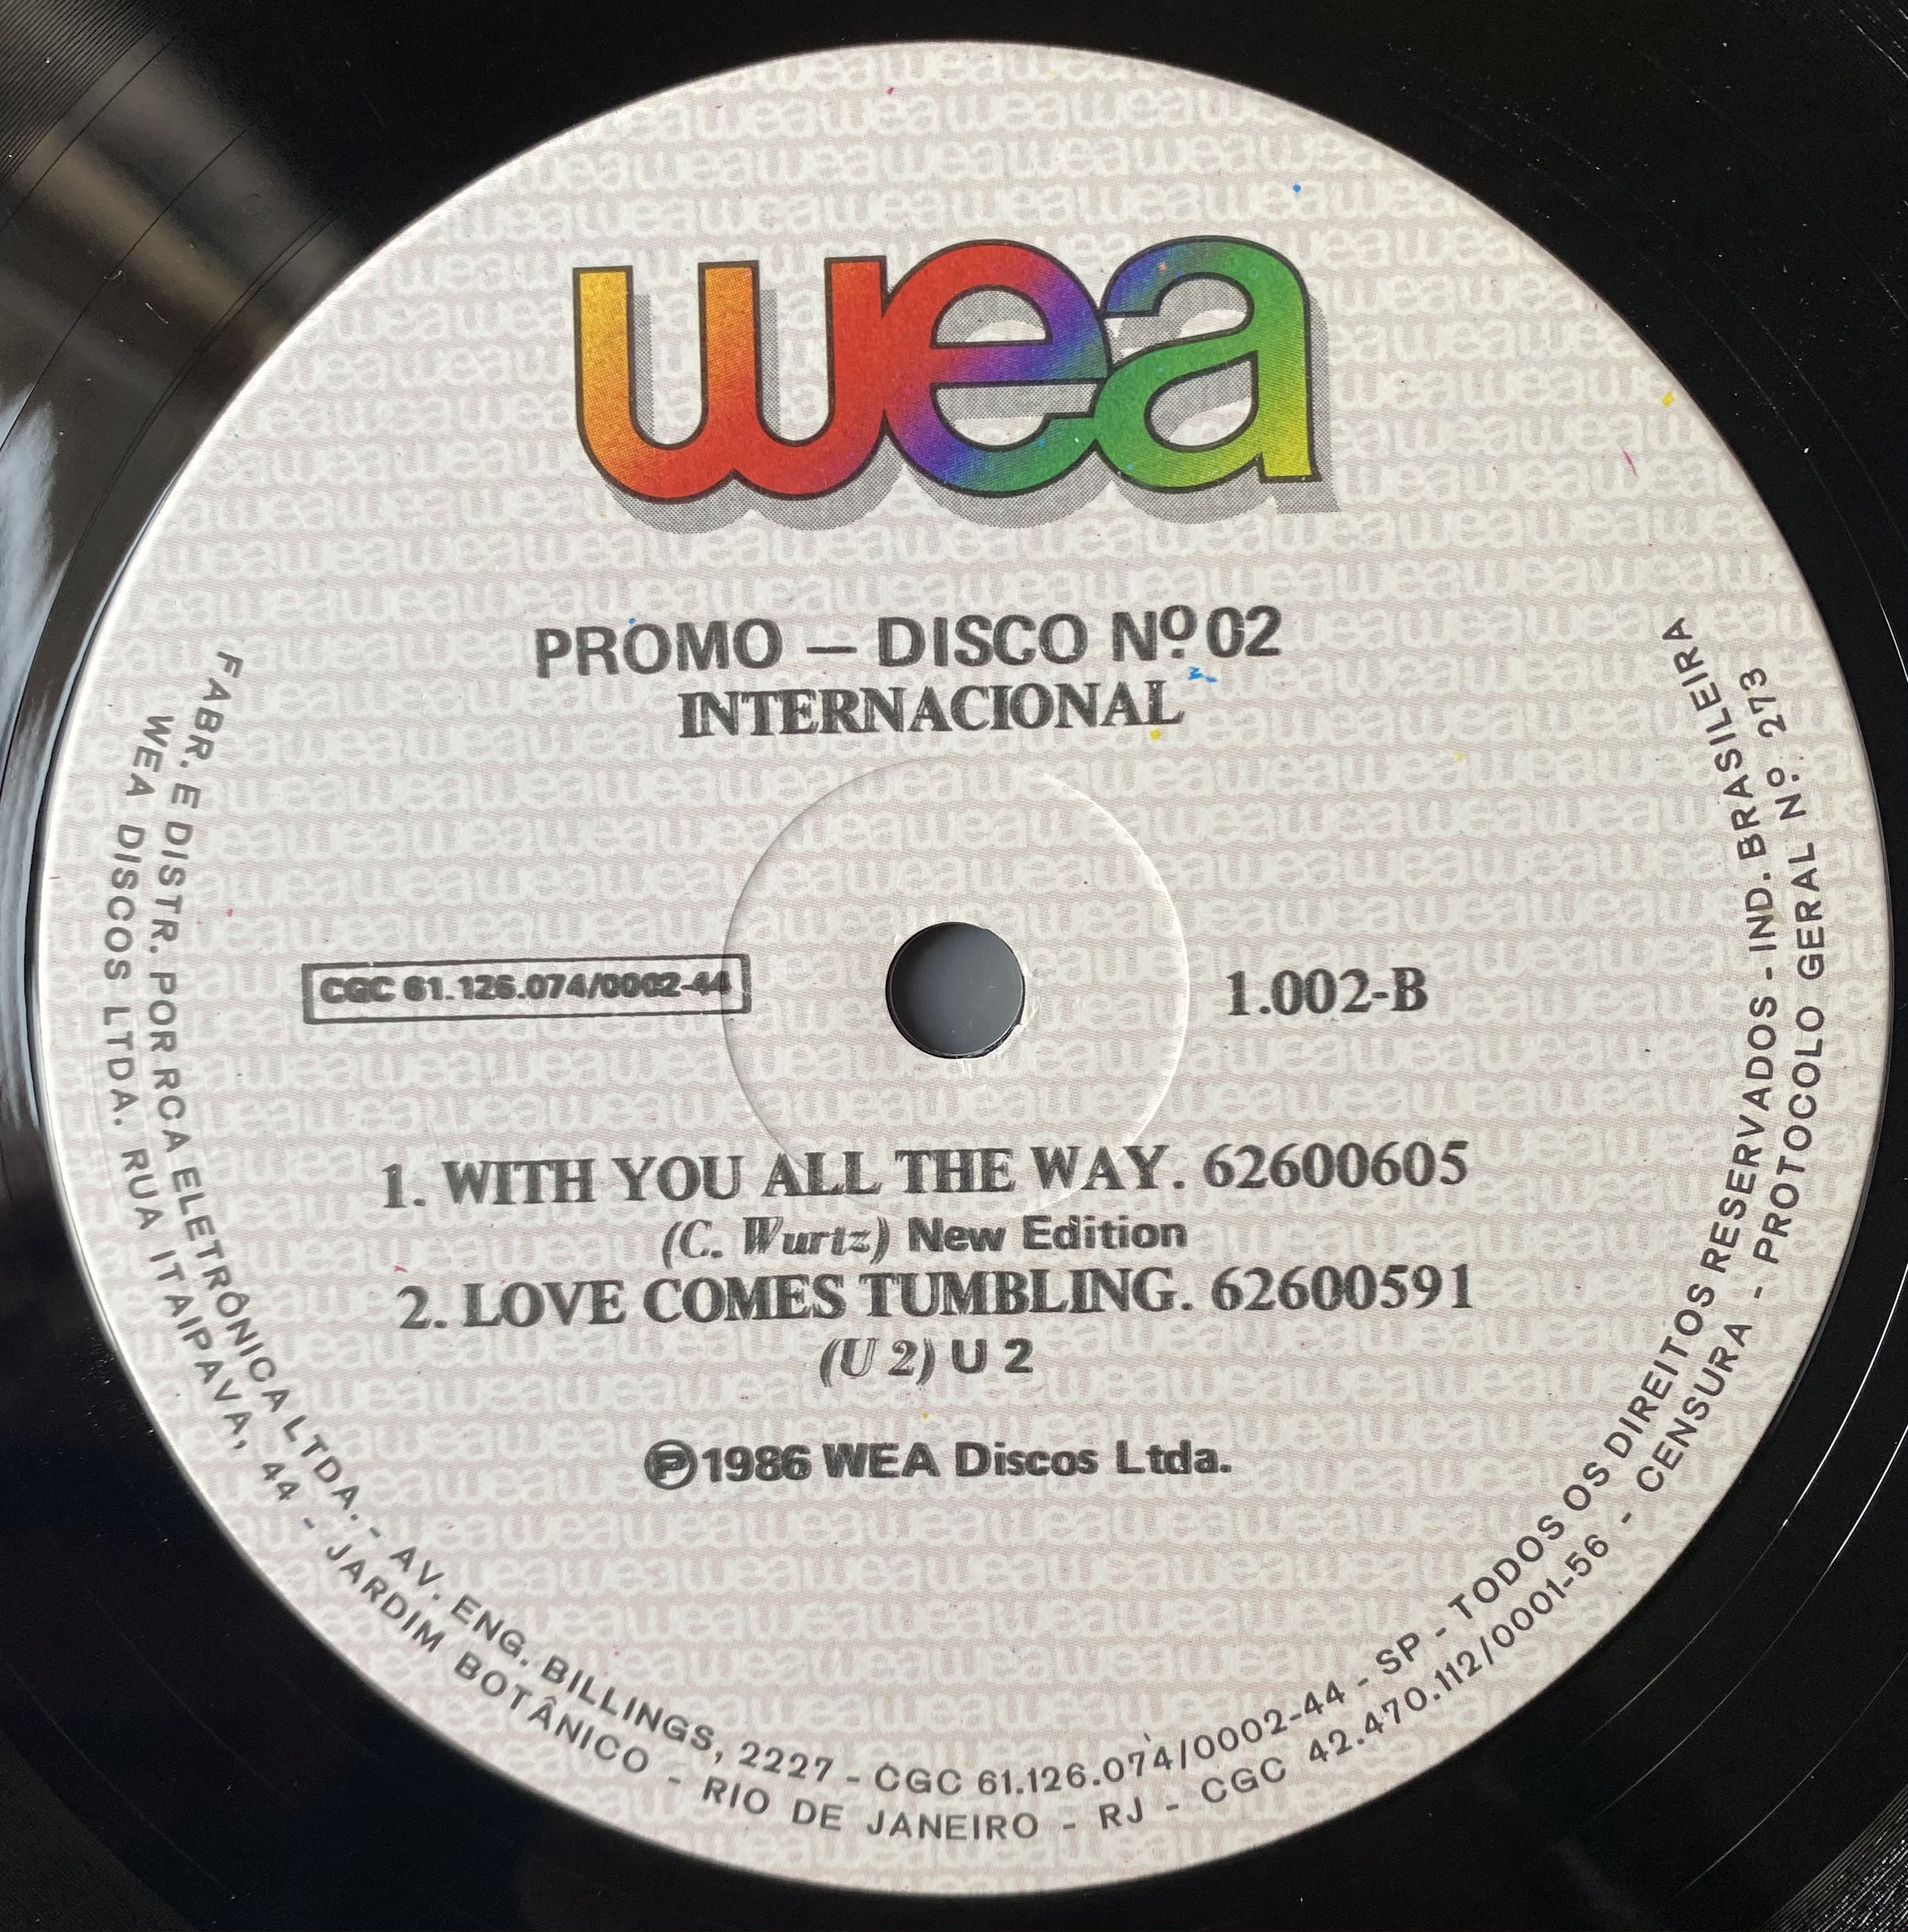 wea
PROMO — DISCO Nº 02
INTERNACIONAL
CGC 61.126.074/0002-44
1.002-B
1. WITH YOU ALL THE WAY. 62600605
(C. Wurtz) New Edition
2. LOVE COMES TUMBLING. 62600591
(U 2) U 2
℗ 1986 WEA Discos Ltda.
FABR. E DISTR. POR RCA ELETRÔNICA LTDA. - AV. ENG. BILLINGS, 2227 - CGC 61.126.074/0002-44 - SP - TODOS OS DIREITOS RESERVADOS - IND. BRASILEIRA
WEA DISCOS LTDA. RUA ITAIPAVA, 44 - JARDIM BOTÂNICO - RIO DE JANEIRO - RJ - CGC 42.470.112/0001-56 - CENSURA - PROTOCOLO GERAL Nº 273